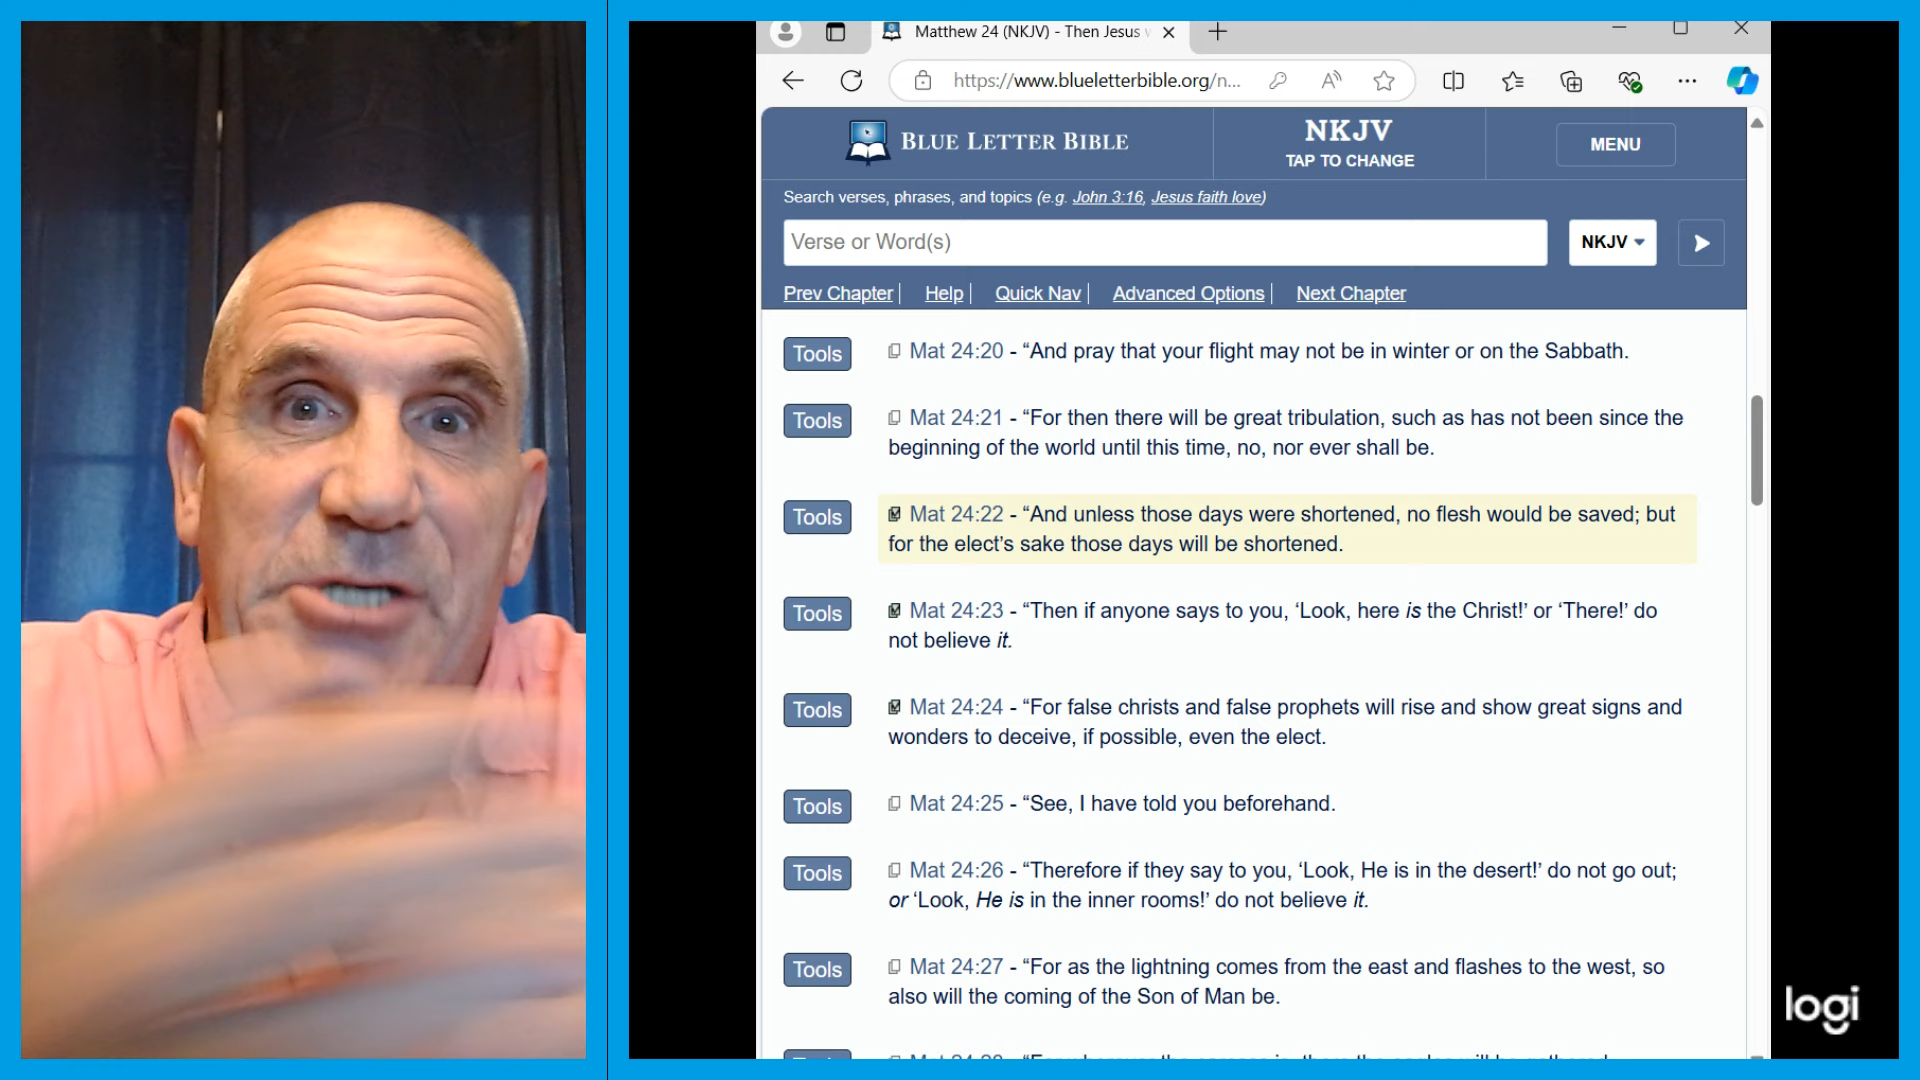 Matthew 24 (NKJV) - Then Jesus
https://www.blueletterbible.org/n...
BLUE LETTER BIBLE
NKJV
TAP TO CHANGE
MENU
Search verses, phrases, and topics (e.g. John 3:16, Jesus faith love)
Verse or Word(s)
NKJV
Prev Chapter| Help| Quick Nav| Advanced Options| Next Chapter
Tools Mat 24:20 - “And pray that your flight may not be in winter or on the Sabbath.
Tools Mat 24:21 - “For then there will be great tribulation, such as has not been since the
beginning of the world until this time, no, nor ever shall be.
Tools Mat 24:22 - “And unless those days were shortened, no flesh would be saved; but
for the elect’s sake those days will be shortened.
Tools Mat 24:23 - “Then if anyone says to you, ‘Look, here is the Christ!’ or ‘There!’ do
not believe it.
Tools Mat 24:24 - “For false christs and false prophets will rise and show great signs and
wonders to deceive, if possible, even the elect.
Tools Mat 24:25 - “See, I have told you beforehand.
Tools Mat 24:26 - “Therefore if they say to you, ‘Look, He is in the desert!’ do not go out;
or ‘Look, He is in the inner rooms!’ do not believe it.
Tools Mat 24:27 - “For as the lightning comes from the east and flashes to the west, so
also will the coming of the Son of Man be.
logi